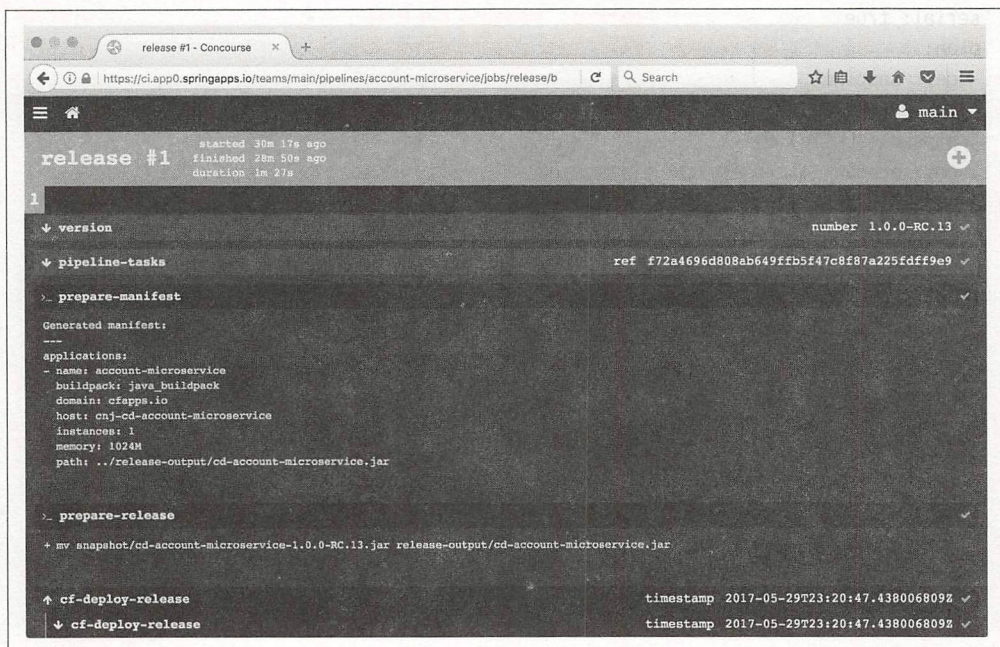 release #1 - Concourse × +
https://ci.app0.springapps.io/teams/main/pipelines/account-microservice/jobs/release/b Search
main
release #1
started 30m 17s ago
finished 28m 50s ago
duration 1m 27s
1
version number 1.0.0-RC.13
pipeline-tasks ref f72a4696d808ab649ffb5f47c8f87a225fdff9e9
>_ prepare-manifest
Generated manifest:
---
applications:
- name: account-microservice
buildpack: java_buildpack
domain: cfapps.io
host: cnj-cd-account-microservice
instances: 1
memory: 1024M
path: ../release-output/cd-account-microservice.jar
>_ prepare-release
+ mv snapshot/cd-account-microservice-1.0.0-RC.13.jar release-output/cd-account-microservice.jar
cf-deploy-release timestamp 2017-05-29T23:20:47.438006809Z
cf-deploy-release timestamp 2017-05-29T23:20:47.438006809Z